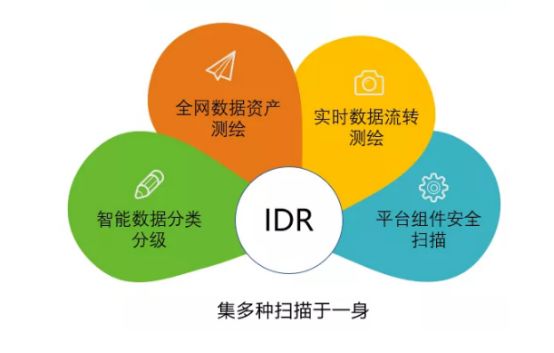 全网数据资产
测绘
实时数据流转
测绘
智能数据分类
分级
IDR
平台组件安全
扫描
集多种扫描于一身